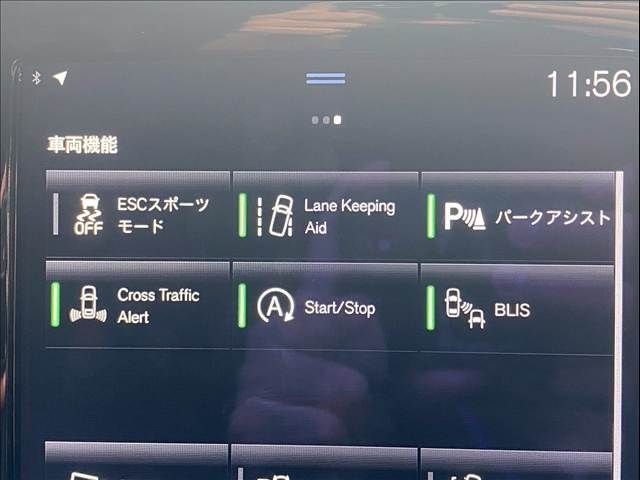 11:56
車両機能
ESCスポーツ
モード
OFF
Lane Keeping
Aid
P
パークアシスト
Cross Traffic
Alert
A
Start/Stop
BLIS